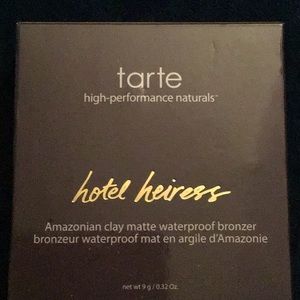 tarte
high-performance naturals™
hotel heiress
Amazonian clay matte waterproof bronzer
bronzeur waterproof mat en argile d'Amazonie
net wt 9 g / 0.32 Oz.